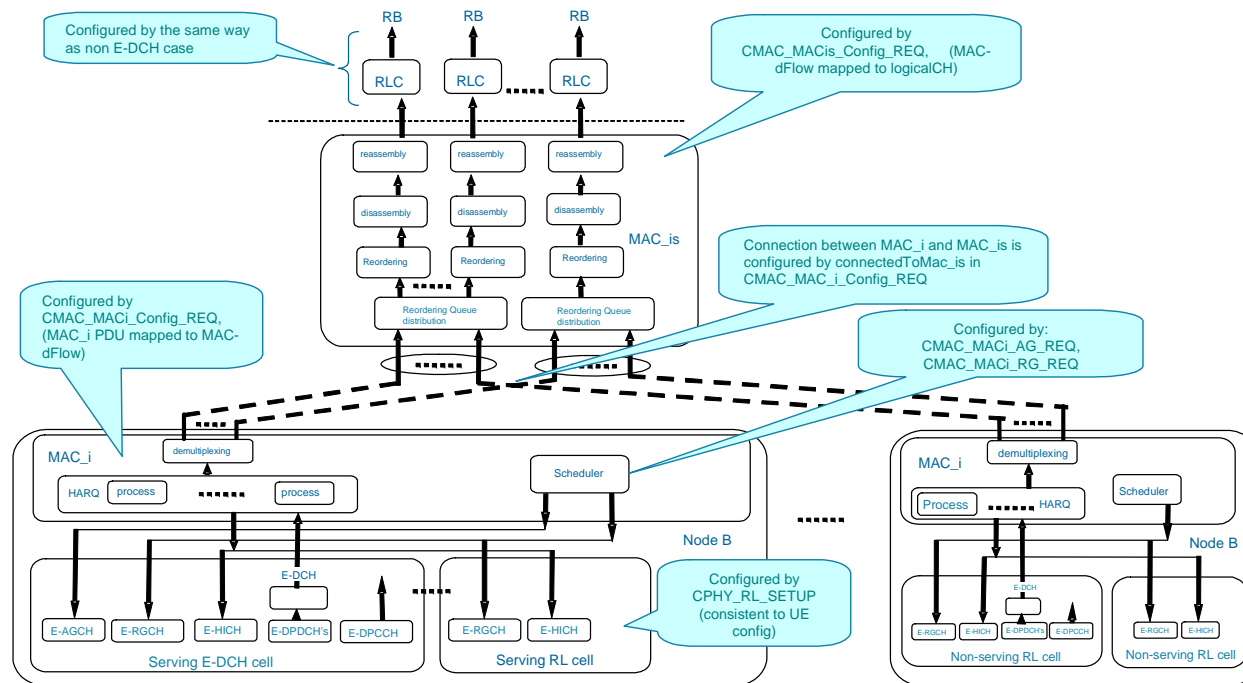 RB
RB
RB
Configured by the same way
as non E-DCH case
Configured by
CMAC_MACis_Config_REQ, (MAC-
dFlow mapped to logicalCH)
RLC
RLC
RLC
reassembly
reassembly
reassembly
disassembly
disassembly
disassembly
MAC_is
Reordering
Reordering
Reordering
Connection between MAC_i and MAC_is is
configured by connectedToMac_is in
CMAC_MAC_i_Config_REQ
Reordering Queue
distribution
Reordering Queue
distribution
Configured by
CMAC_MACi_Config_REQ,
(MAC_i PDU mapped to MAC-
dFlow)
Configured by:
CMAC_MACi_AG_REQ,
CMAC_MACi_RG_REQ
MAC_i
demultiplexing
Scheduler
HARQ
process
process
Node B
MAC_i
demultiplexing
Scheduler
Process
HARQ
Node B
E-DCH
E-AGCH
E-RGCH
E-HICH
E-DPDCH's
E-DPCCH
Serving E-DCH cell
E-RGCH
E-HICH
Serving RL cell
Configured by
CPHY_RL_SETUP
(consistent to UE
config)
E-DCH
E-RGCH
E-HICH
E-DPDCH's
E-DPCCH
Non-serving RL cell
E-RGCH
E-HICH
Non-serving RL cell